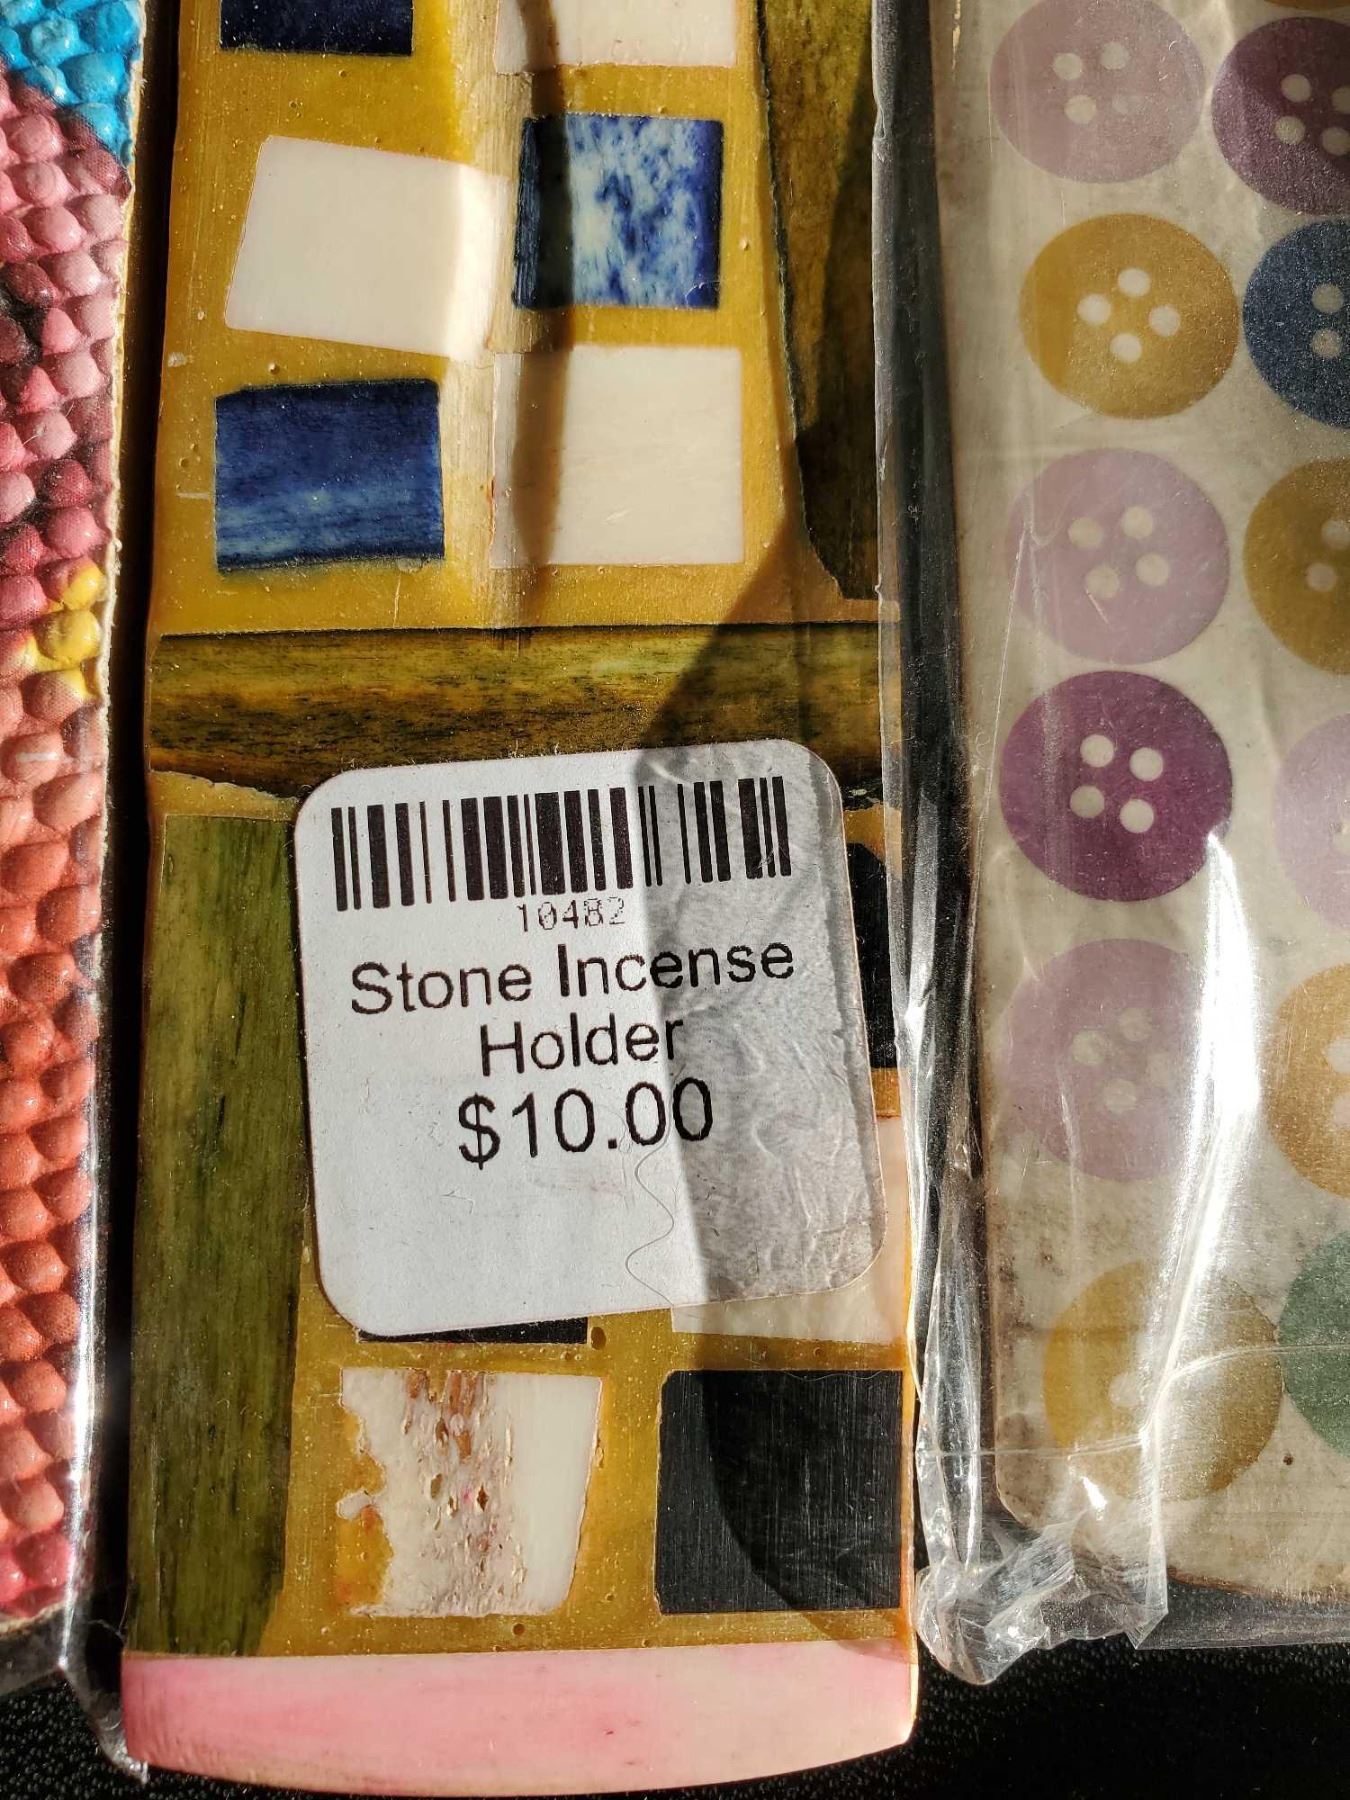 10482
Stone Incense
Holder
$10.00